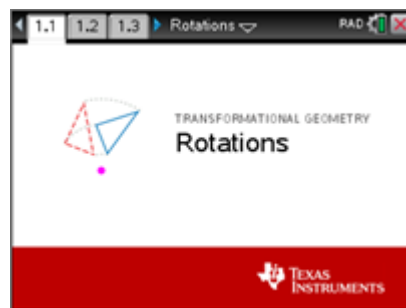 1.1 1.2 1.3 Rotations RAD
TRANSFORMATIONAL GEOMETRY
Rotations
TEXAS
INSTRUMENTS